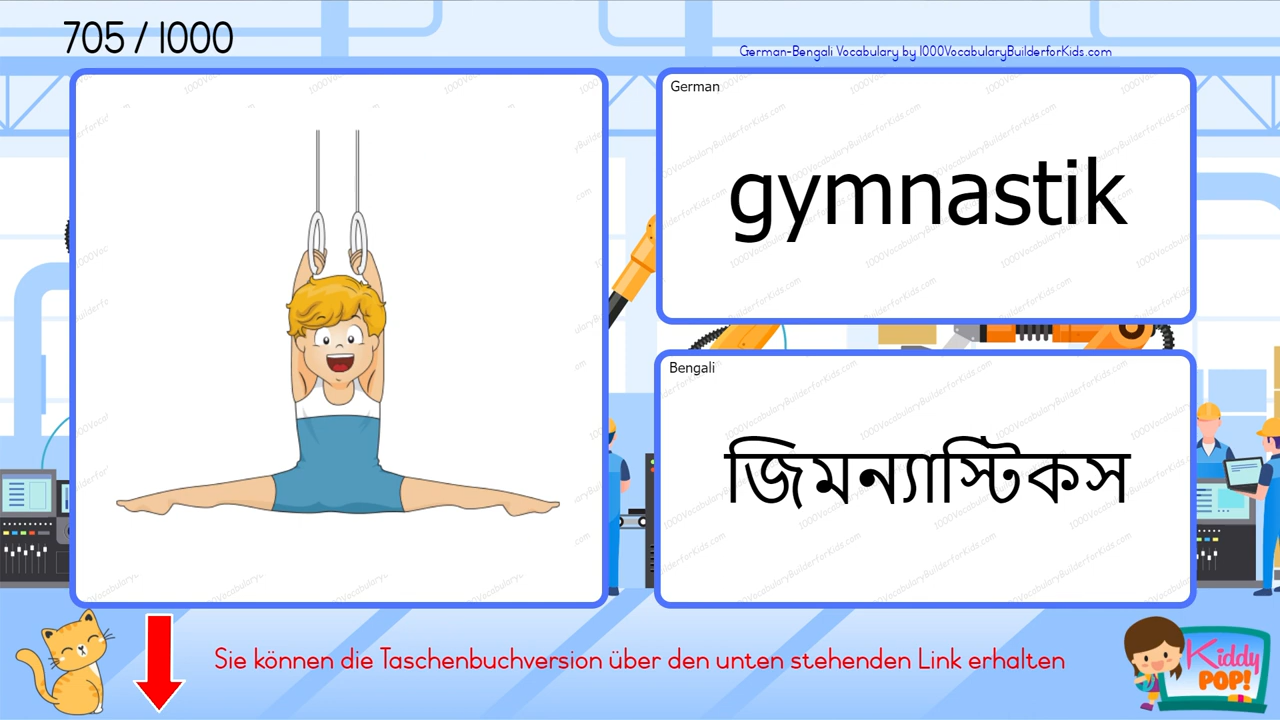 705 / 1000
German-Bengali Vocabulary by 1000VocabularyBuilderforKids.com
German
gymnastik
Bengali
জিমন্যাস্টিকস
Sie können die Taschenbuchversion über den unten stehenden Link erhalten
Kiddy
POP!